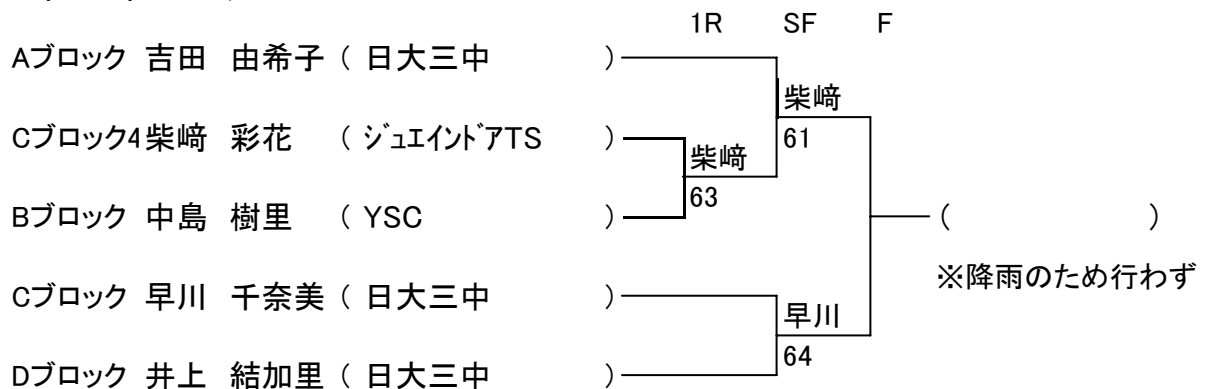 1R SF F
Aブロック 吉田 由希子 ( 日大三中 )
柴﨑
Cブロック4 柴﨑 彩花 ( ｼﾞｭｴｲﾝﾄﾞｱTS )
61
柴﨑
63
Bブロック 中島 樹里 ( YSC )
( )
※降雨のため行わず
Cブロック 早川 千奈美 ( 日大三中 )
早川
64
Dブロック 井上 結加里 ( 日大三中 )